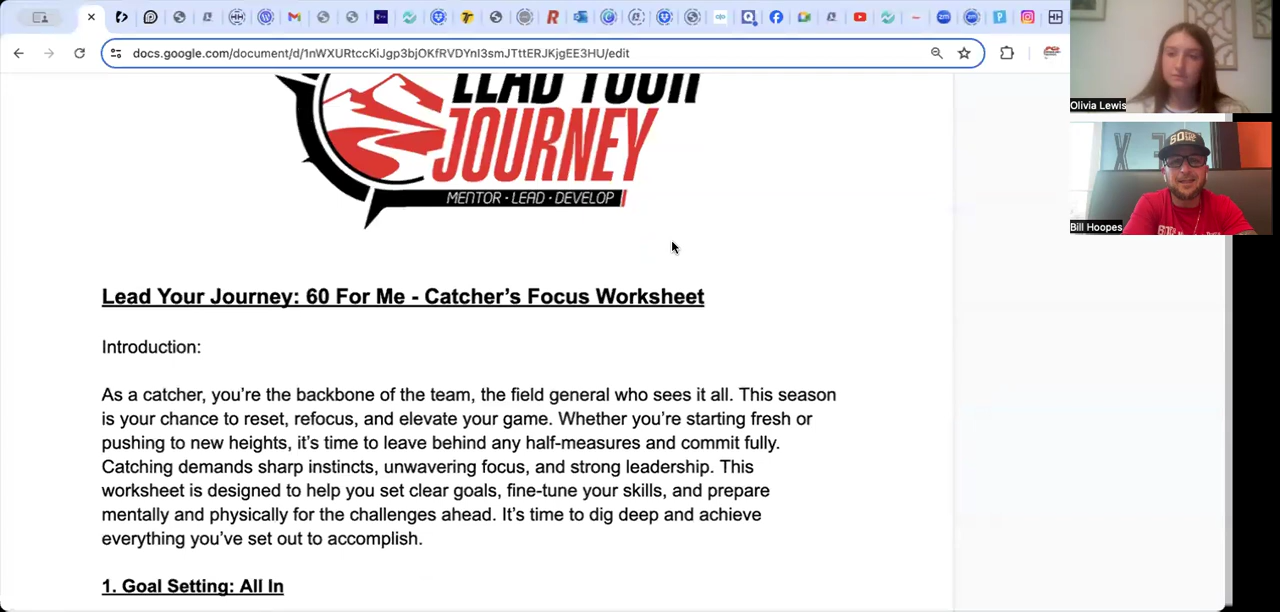 docs.google.com/document/d/1nWXURtccKiJgp3bjOKfRVDYnI3smJTttERJKjgEE3HU/edit
Olivia Lewis
Bill Hoopes
LEAD YOUR
JOURNEY
MENTOR · LEAD · DEVELOP
Lead Your Journey: 60 For Me - Catcher's Focus Worksheet
Introduction:
As a catcher, you're the backbone of the team, the field general who sees it all. This season
is your chance to reset, refocus, and elevate your game. Whether you're starting fresh or
pushing to new heights, it's time to leave behind any half-measures and commit fully.
Catching demands sharp instincts, unwavering focus, and strong leadership. This
worksheet is designed to help you set clear goals, fine-tune your skills, and prepare
mentally and physically for the challenges ahead. It's time to dig deep and achieve
everything you've set out to accomplish.
1. Goal Setting: All In